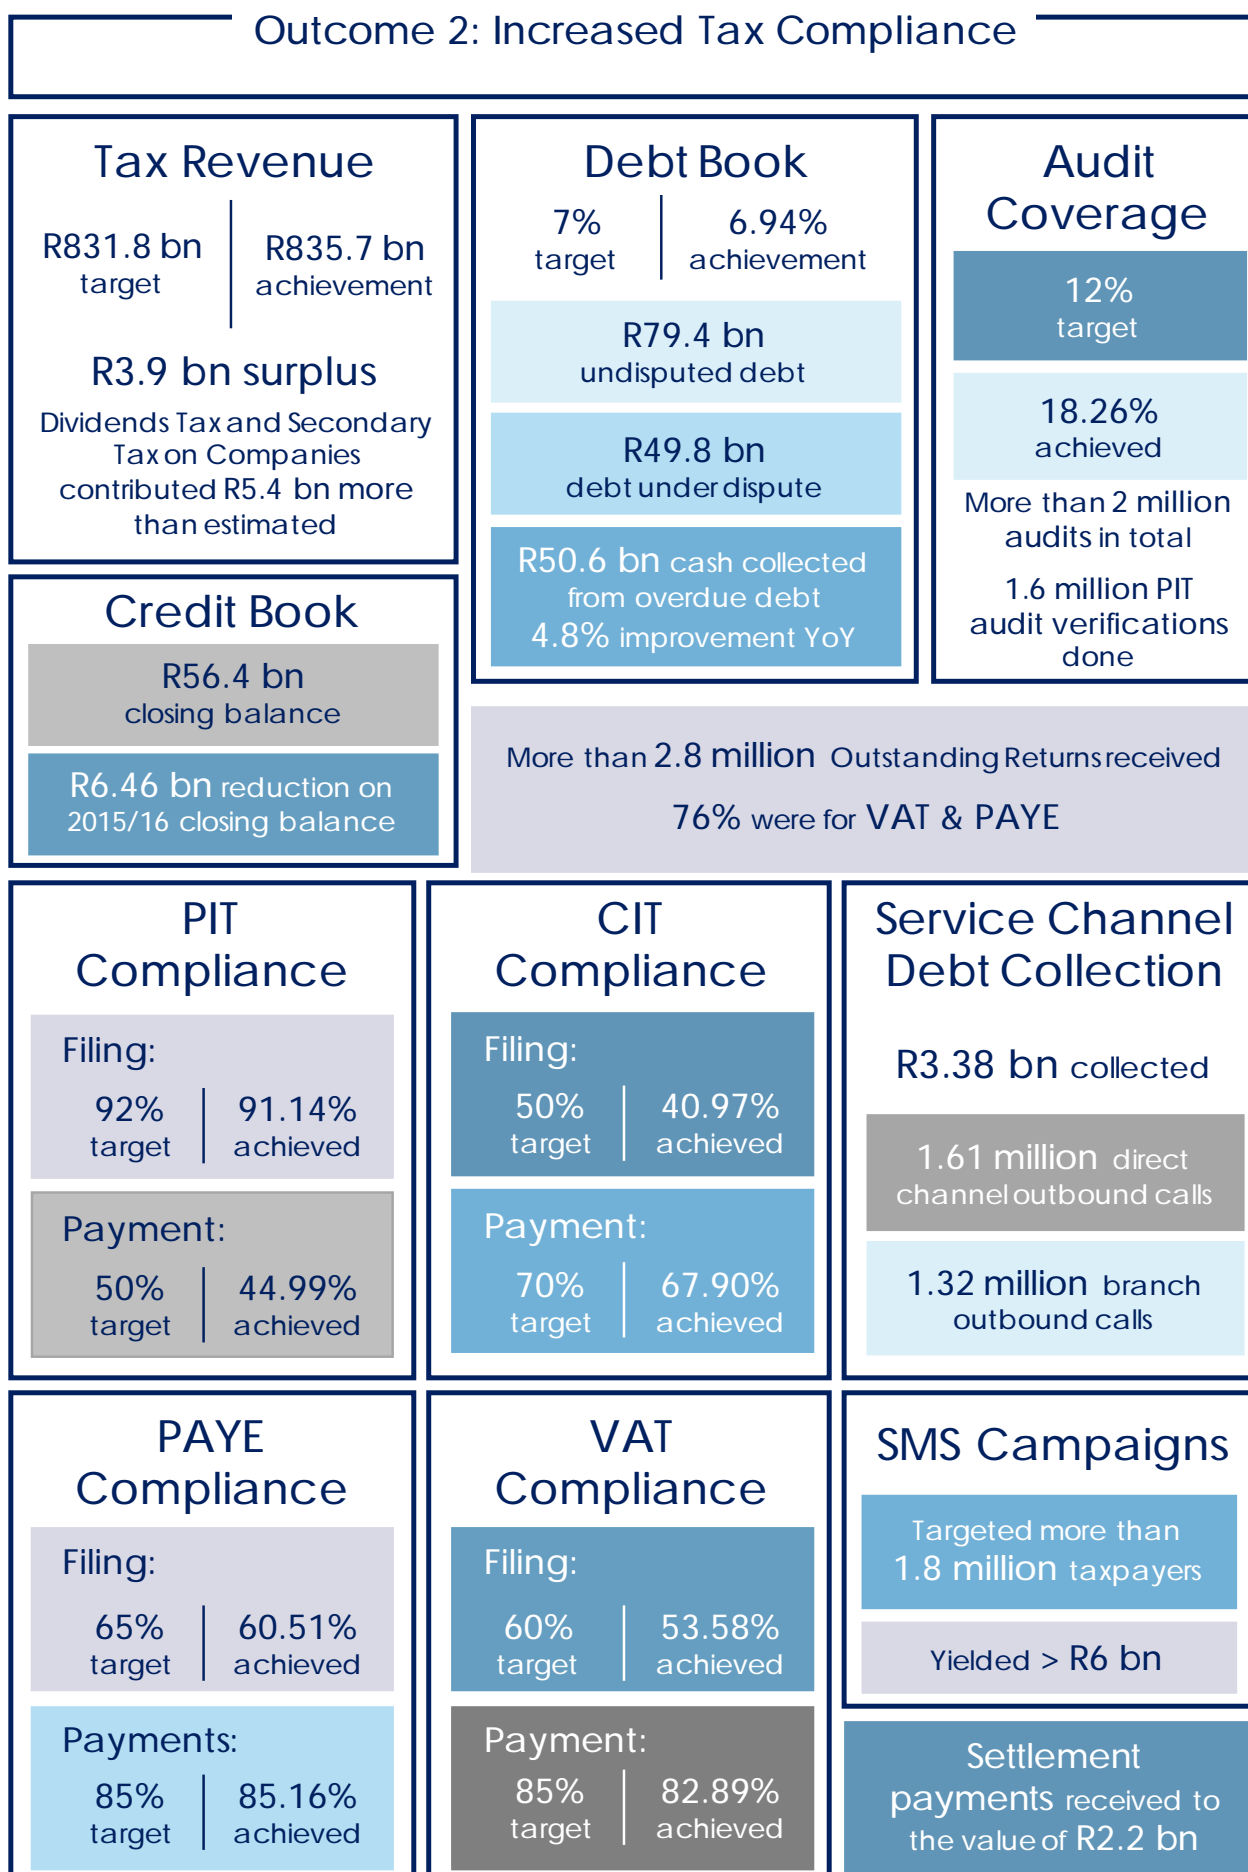 Outcome 2: Increased Tax Compliance
Tax Revenue
R831.8 bn
target
R835.7 bn
achievement
R3.9 bn surplus
Dividends Tax and Secondary
Tax on Companies
contributed R5.4 bn more
than estimated
Debt Book
7%
target
6.94%
achievement
R79.4 bn
undisputed debt
R49.8 bn
debt under dispute
R50.6 bn cash collected
from overdue debt
4.8% improvement YoY
Audit
Coverage
12%
target
18.26%
achieved
More than 2 million
audits in total
1.6 million PIT
audit verifications
done
Credit Book
R56.4 bn
closing balance
R6.46 bn reduction on
2015/16 closing balance
More than 2.8 million Outstanding Returns received
76% were for VAT & PAYE
PIT
Compliance
Filing:
92%
target
91.14%
achieved
Payment:
50%
target
44.99%
achieved
CIT
Compliance
Filing:
50%
target
40.97%
achieved
Payment:
70%
target
67.90%
achieved
Service Channel
Debt Collection
R3.38 bn collected
1.61 million direct
channel outbound calls
1.32 million branch
outbound calls
PAYE
Compliance
Filing:
65%
target
60.51%
achieved
Payments:
85%
target
85.16%
achieved
VAT
Compliance
Filing:
60%
target
53.58%
achieved
Payment:
85%
target
82.89%
achieved
SMS Campaigns
Targeted more than
1.8 million taxpayers
Yielded > R6 bn
Settlement
payments received to
the value of R2.2 bn